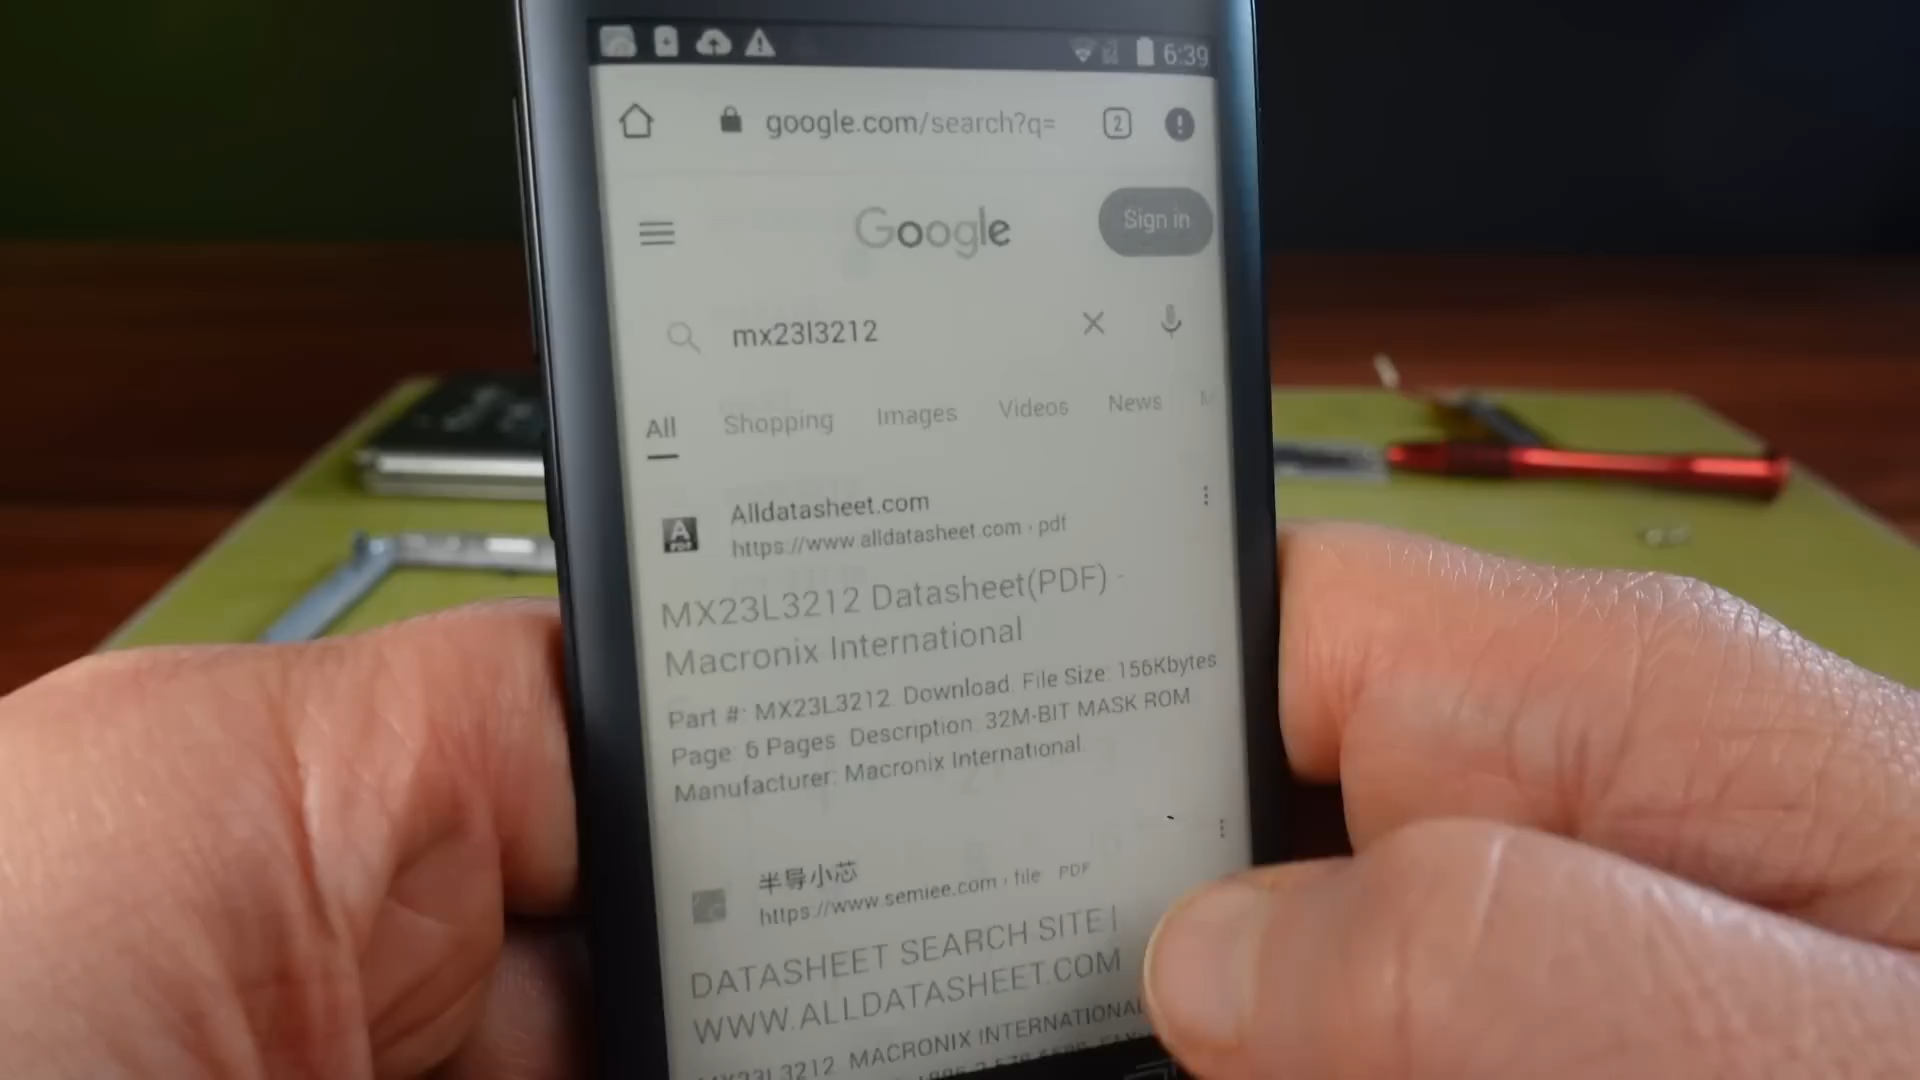 6:39
google.com/search?q=
2
Google
Sign in
mx23l3212
All Shopping Images Videos News M
Alldatasheet.com
https://www.alldatasheet.com › pdf
MX23L3212 Datasheet(PDF) -
Macronix International
Part #: MX23L3212. Download. File Size: 156Kbytes
Page: 6 Pages. Description: 32M-BIT MASK ROM
Manufacturer: Macronix International.
半导小芯
https://www.semiee.com › file PDF
DATASHEET SEARCH SITE |
WWW.ALLDATASHEET.COM
MX23L3212. MACRONIX INTERNATIONAL